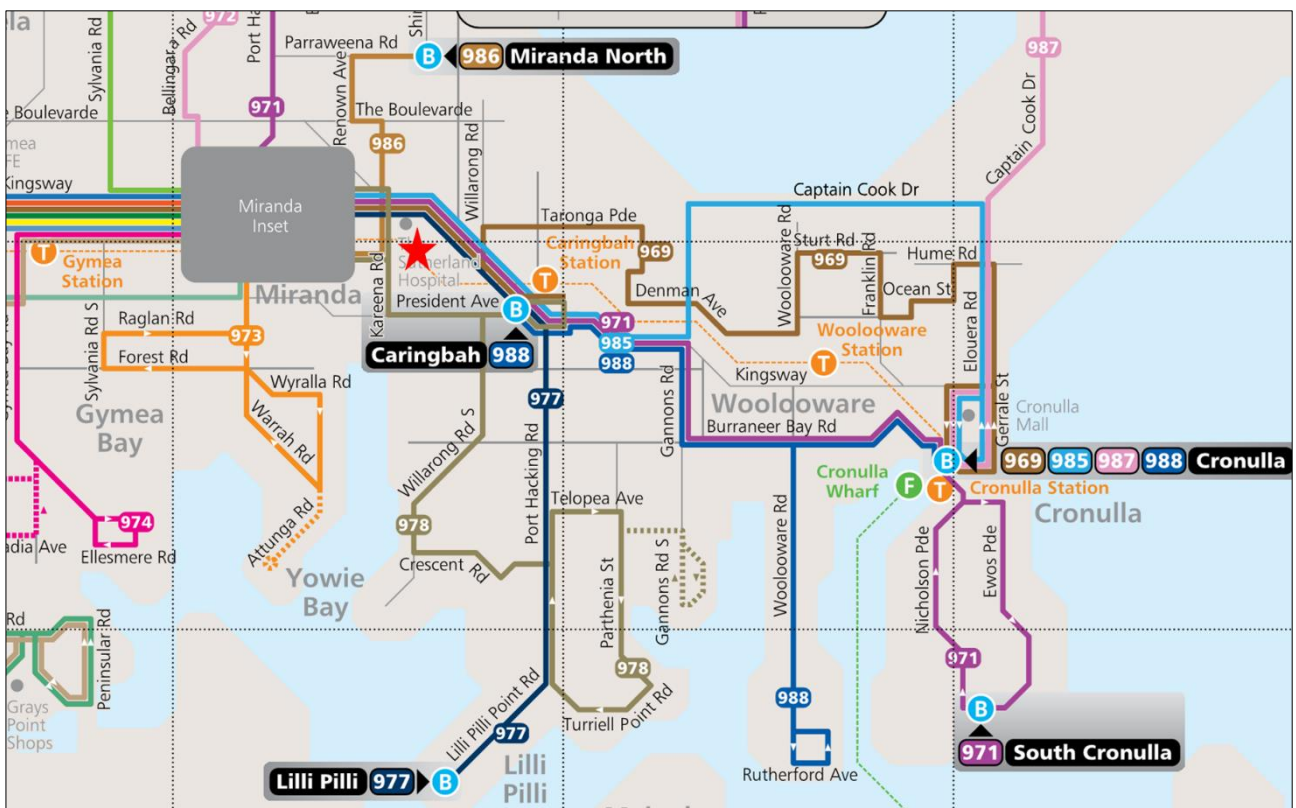 972
987
Parraweena Rd
B
986
Miranda North
Sylvania Rd
Bellingara Rd
971
Renown Ave
The Boulevarde
e Boulevarde
986
Willarong Rd
Captain Cook Dr
Kingsway
Miranda
Inset
Captain Cook Dr
Taronga Pde
Woolooware Rd
Sturt Rd
969
Franklin Rd
Hume Rd
T
Gymea
Station
Sutherland
Hospital
Caringbah
Station
T
969
Ocean St
Miranda
Kareena Rd
President Ave
B
Denman Ave
Elouera Rd
Sylvania Rd S
Raglan Rd
973
971
985
988
Woolooware
Station
T
Caringbah
988
Forest Rd
Wyralla Rd
Kingsway
Gymea
Bay
Warrah Rd
Willarong Rd S
977
Port Hacking Rd
Gannons Rd
Woolooware
Burraneer Bay Rd
Gerrale St
Cronulla
Mall
B
969
985
987
988
Cronulla
Cronulla
Wharf
F
T
Cronulla Station
Cronulla
974
Ellesmere Rd
adia Ave
Attunga Rd
978
Telopea Ave
Crescent Rd
Yowie
Bay
Parthenia St
Gannons Rd S
Woolooware Rd
Nicholson Pde
Ewos Pde
Rd
Peninsular Rd
978
971
Grays
Point
Shops
Lilli Pilli Point Rd
977
Turriell Point Rd
988
B
971
South Cronulla
Lilli Pilli
977
B
Lilli
Pilli
Rutherford Ave